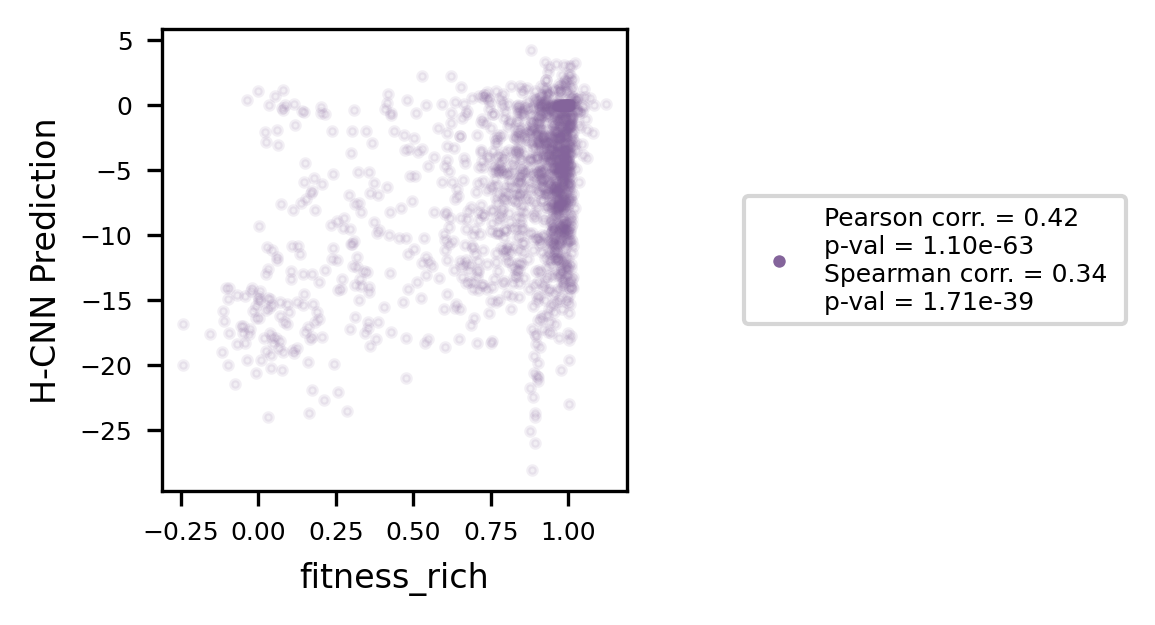 5
0
−5
−10
−15
−20
−25
H-CNN Prediction
−0.25 0.00 0.25 0.50 0.75 1.00
fitness_rich
Pearson corr. = 0.42
p-val = 1.10e-63
Spearman corr. = 0.34
p-val = 1.71e-39